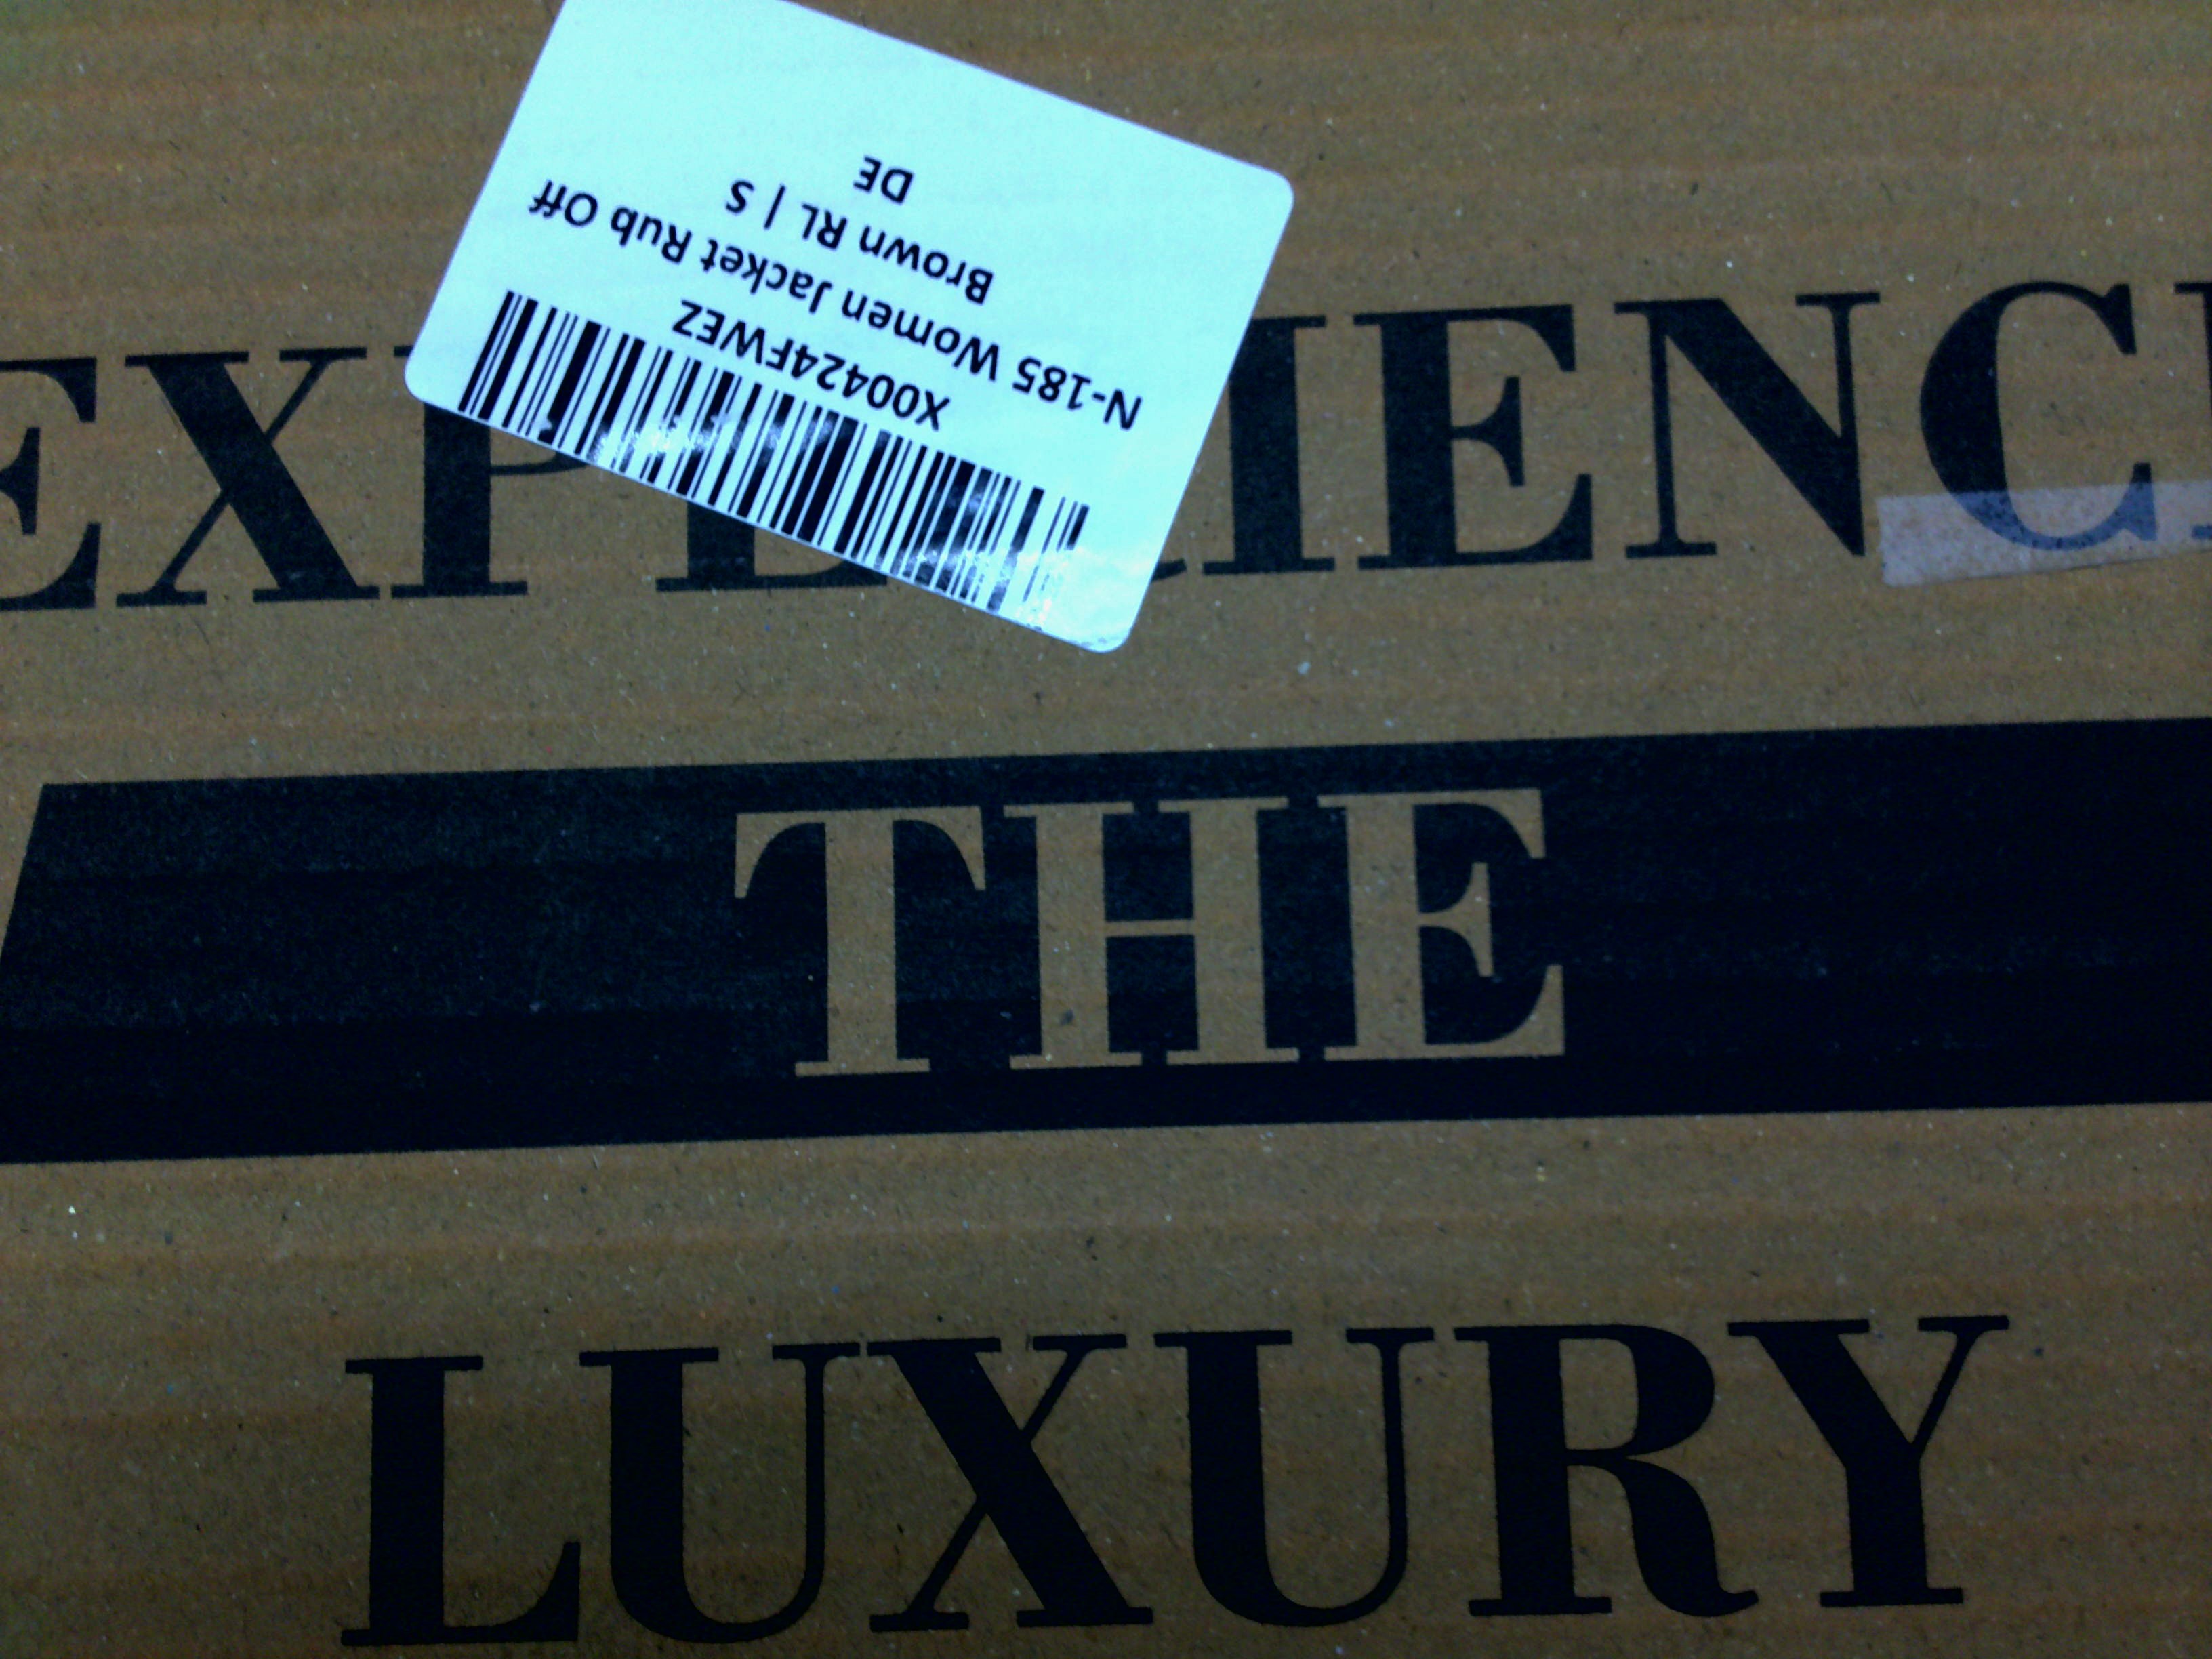 X00424FWEZ
N-185 Women Jacket Rub Off
Brown RL | S
DE
THE
LUXURY